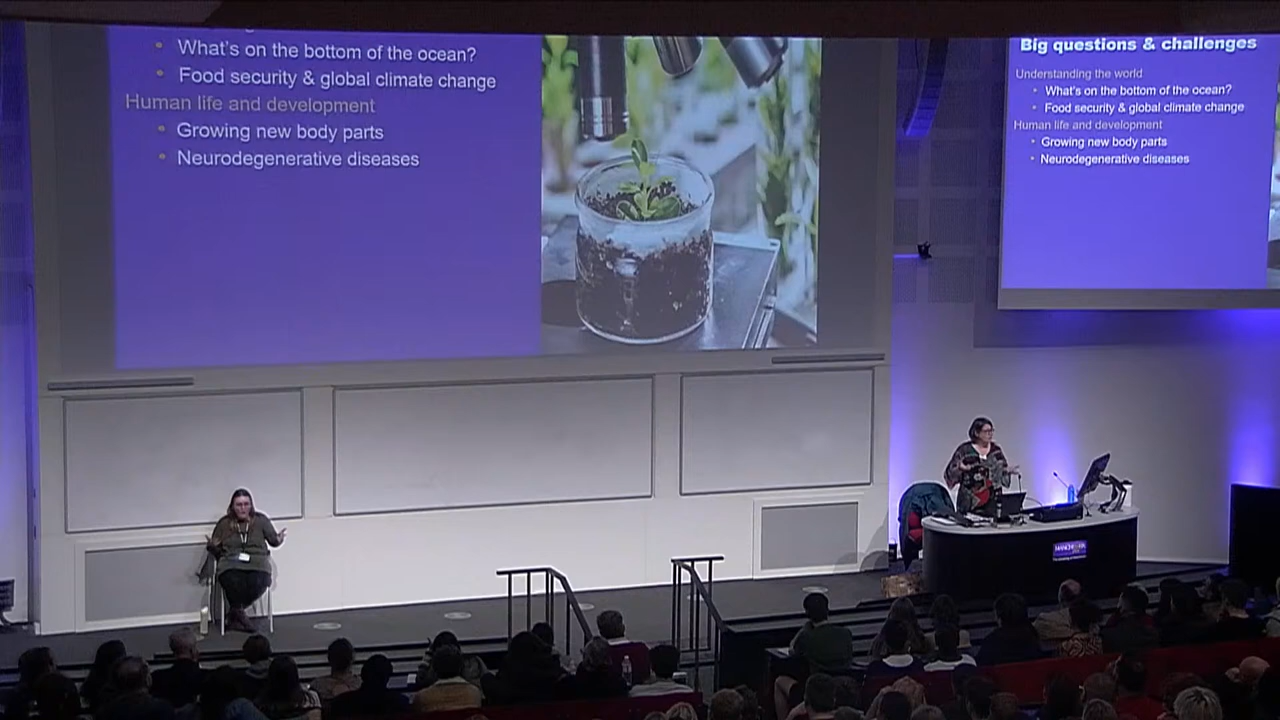 What's on the bottom of the ocean?
Food security & global climate change
Human life and development
Growing new body parts
Neurodegenerative diseases
Big questions & challenges
Understanding the world
What's on the bottom of the ocean?
Food security & global climate change
Human life and development
Growing new body parts
Neurodegenerative diseases
MANCHESTER